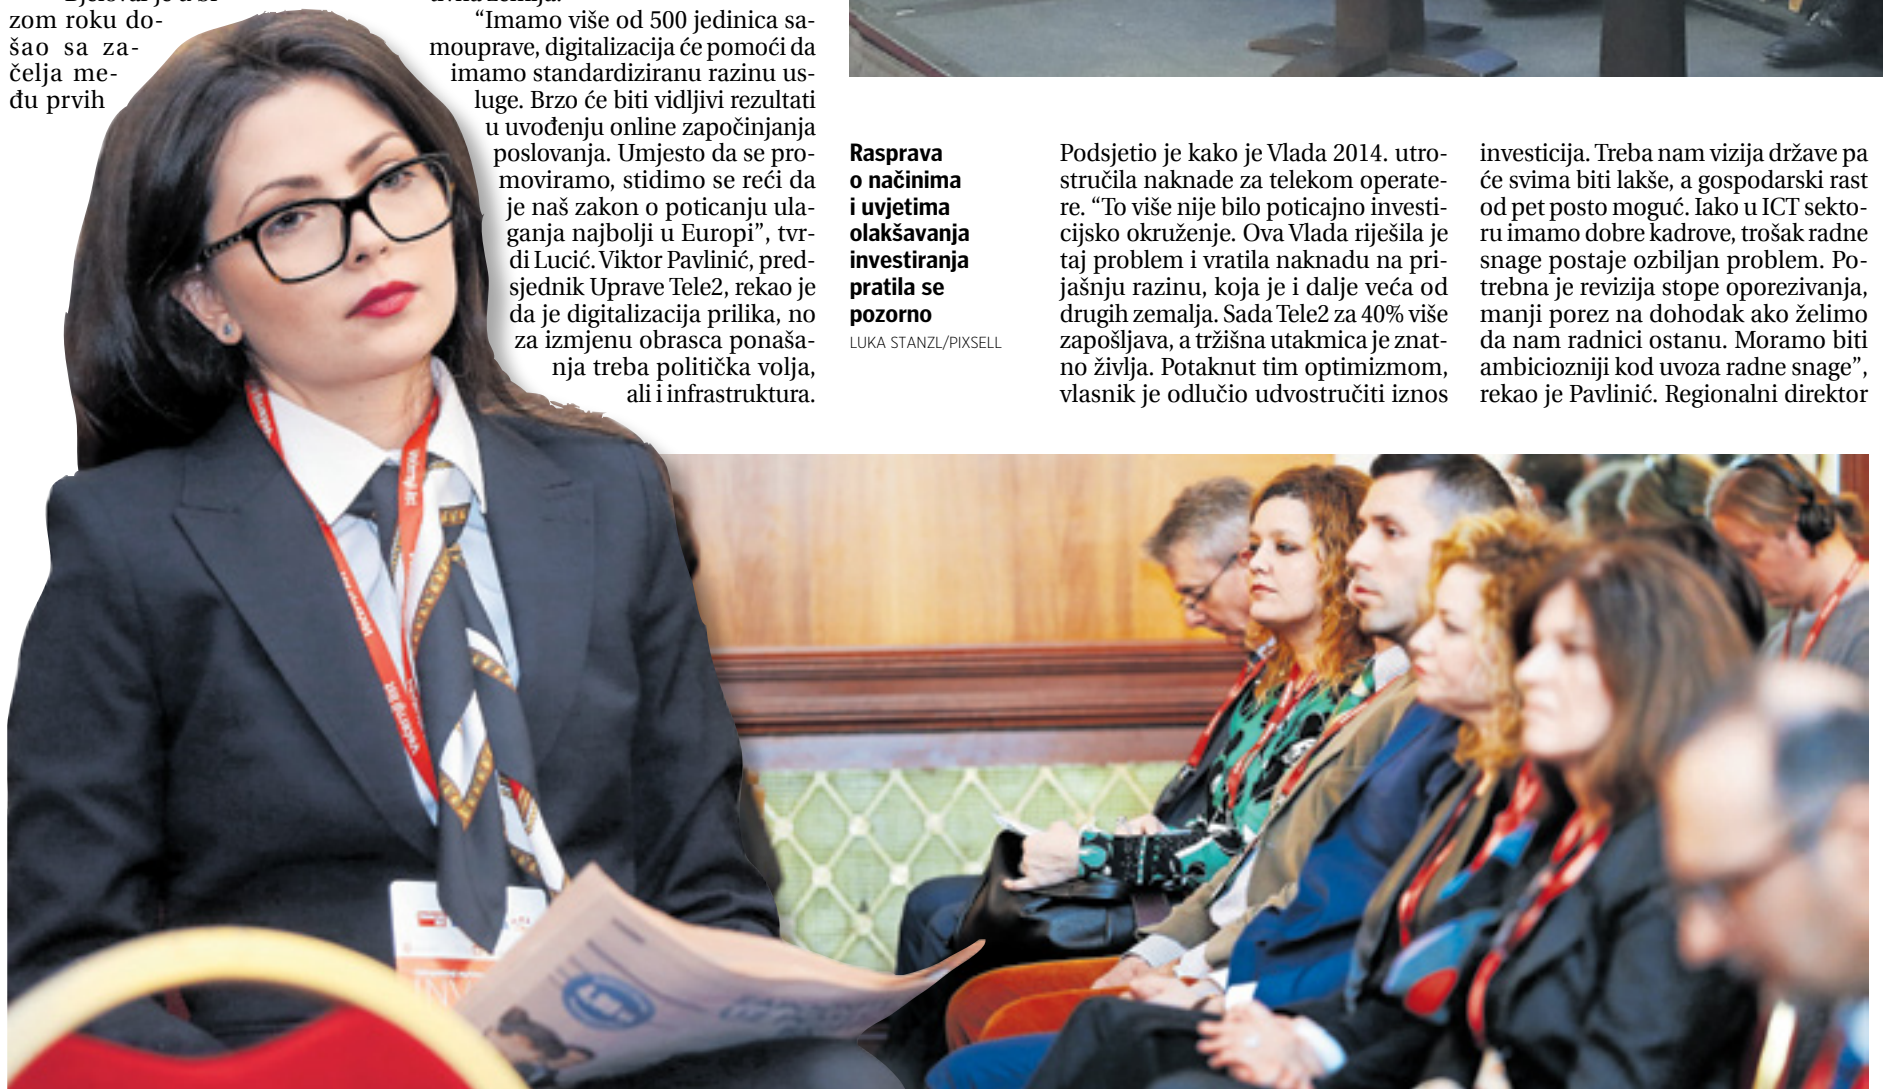 zom roku do-
šao sa za-
čelja me-
đu prvih
“Imamo više od 500 jedinica sa-
mouprave, digitalizacija će pomoći da
imamo standardiziranu razinu us-
luge. Brzo će biti vidljivi rezultati
u uvođenju online započinjanja
poslovanja. Umjesto da se pro-
moviramo, stidimo se reći da
je naš zakon o poticanju ula-
ganja najbolji u Europi”, tvr-
di Lucić. Viktor Pavlinić, pred-
sjednik Uprave Tele2, rekao je
da je digitalizacija prilika, no
za izmjenu obrasca ponaša-
nja treba politička volja,
ali i infrastruktura.
Rasprava
o načinima
i uvjetima
olakšavanja
investiranja
pratila se
pozorno
LUKA STANZL/PIXSELL
Podsjetio je kako je Vlada 2014. utro-
stručila naknade za telekom operate-
re. “To više nije bilo poticajno investi-
cijsko okruženje. Ova Vlada riješila je
taj problem i vratila naknadu na pri-
jašnju razinu, koja je i dalje veća od
drugih zemalja. Sada Tele2 za 40% više
zapošljava, a tržišna utakmica je znat-
no življa. Potaknut tim optimizmom,
vlasnik je odlučio udvostručiti iznos
investicija. Treba nam vizija države pa
će svima biti lakše, a gospodarski rast
od pet posto moguć. Iako u ICT sekto-
ru imamo dobre kadrove, trošak radne
snage postaje ozbiljan problem. Po-
trebna je revizija stope oporezivanja,
manji porez na dohodak ako želimo
da nam radnici ostanu. Moramo biti
ambiciozniji kod uvoza radne snage”,
rekao je Pavlinić. Regionalni direktor
Večernji list
Večernji list